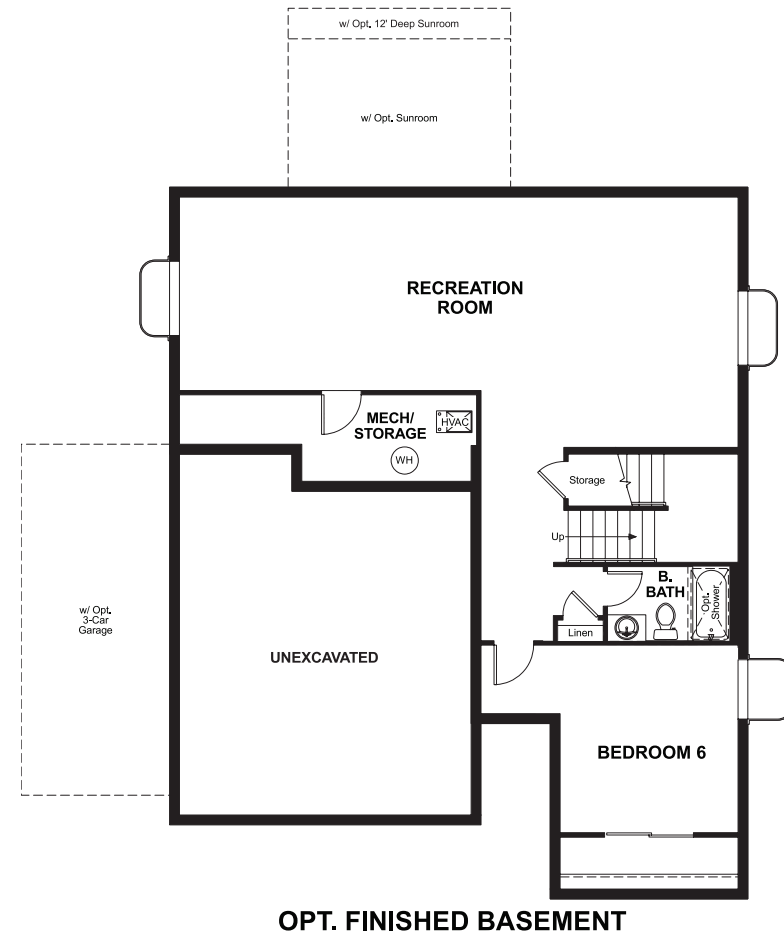 w/ Opt. 12' Deep Sunroom
w/ Opt. Sunroom
RECREATION
ROOM
MECH/
STORAGE
HVAC
WH
Storage
Up
B.
BATH
Opt.
Shower
Linen
w/ Opt.
3-Car
Garage
UNEXCAVATED
BEDROOM 6
OPT. FINISHED BASEMENT